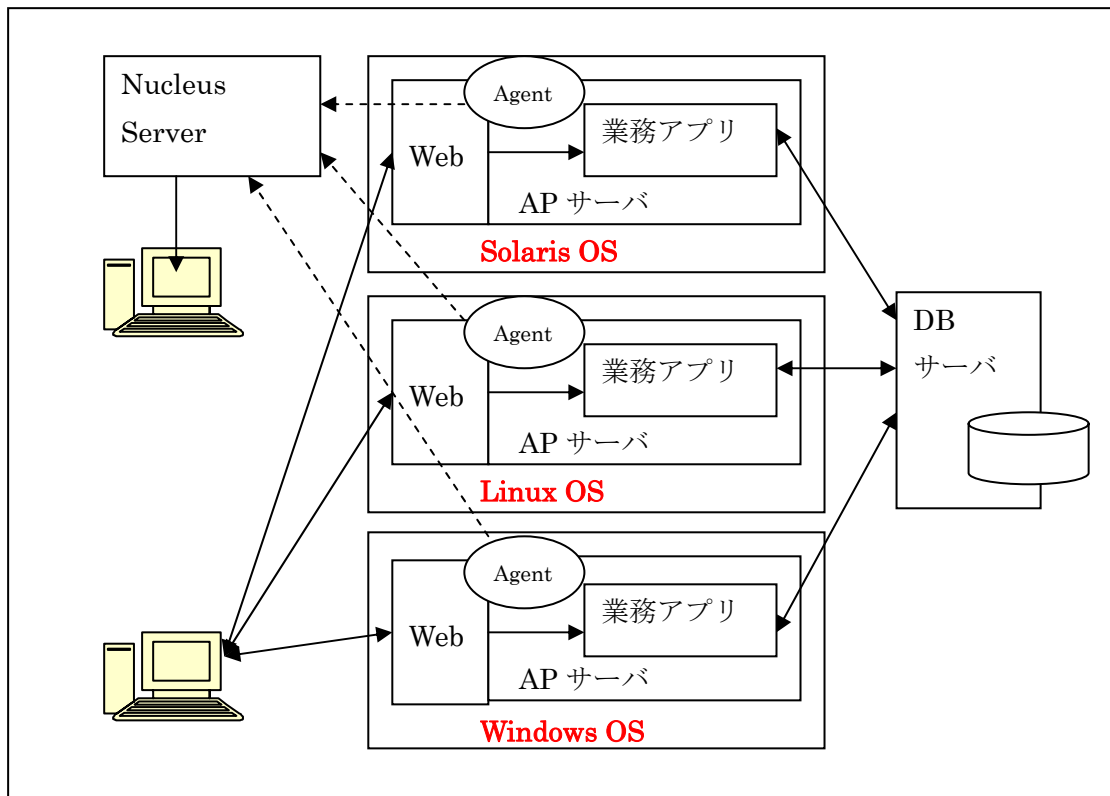 Nucleus
Server
Agent
Web
業務アプリ
AP サーバ
Solaris OS
Agent
Web
業務アプリ
AP サーバ
Linux OS
Agent
Web
業務アプリ
AP サーバ
Windows OS
DB
サーバ